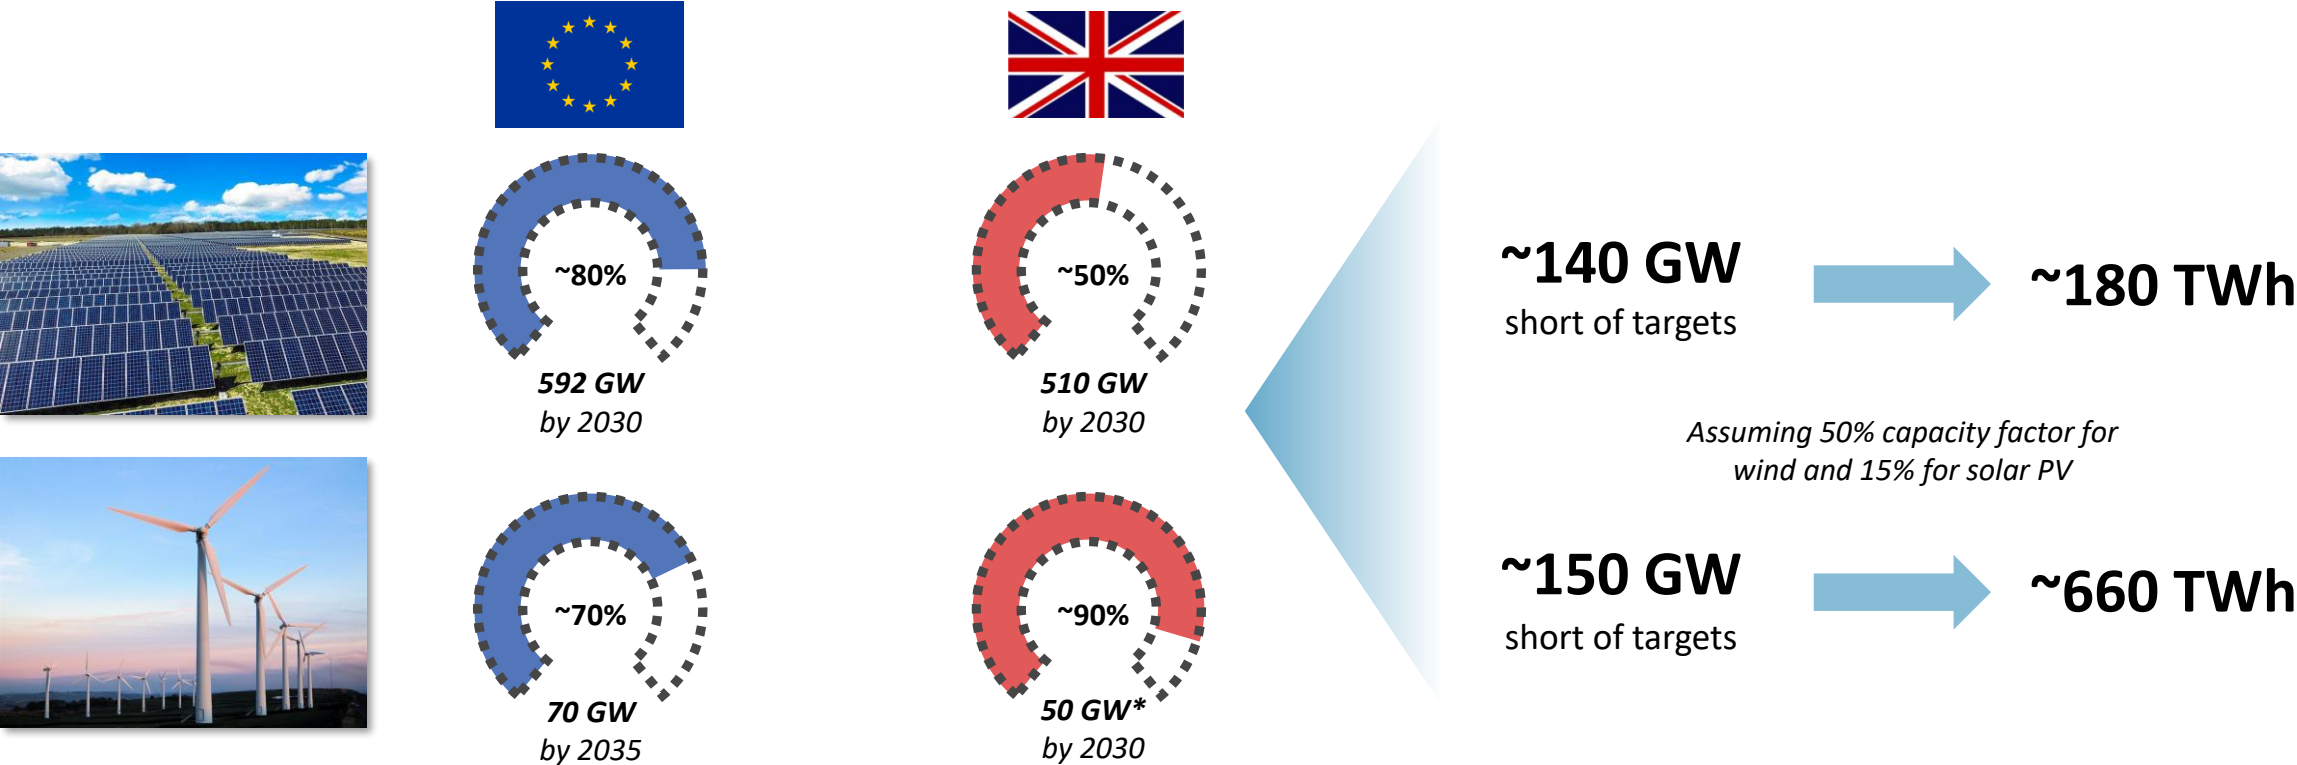 ~80%
592 GW
by 2030
~50%
510 GW
by 2030
~140 GW
short of targets
~180 TWh
Assuming 50% capacity factor for
wind and 15% for solar PV
~70%
70 GW
by 2035
~90%
50 GW*
by 2030
~150 GW
short of targets
~660 TWh